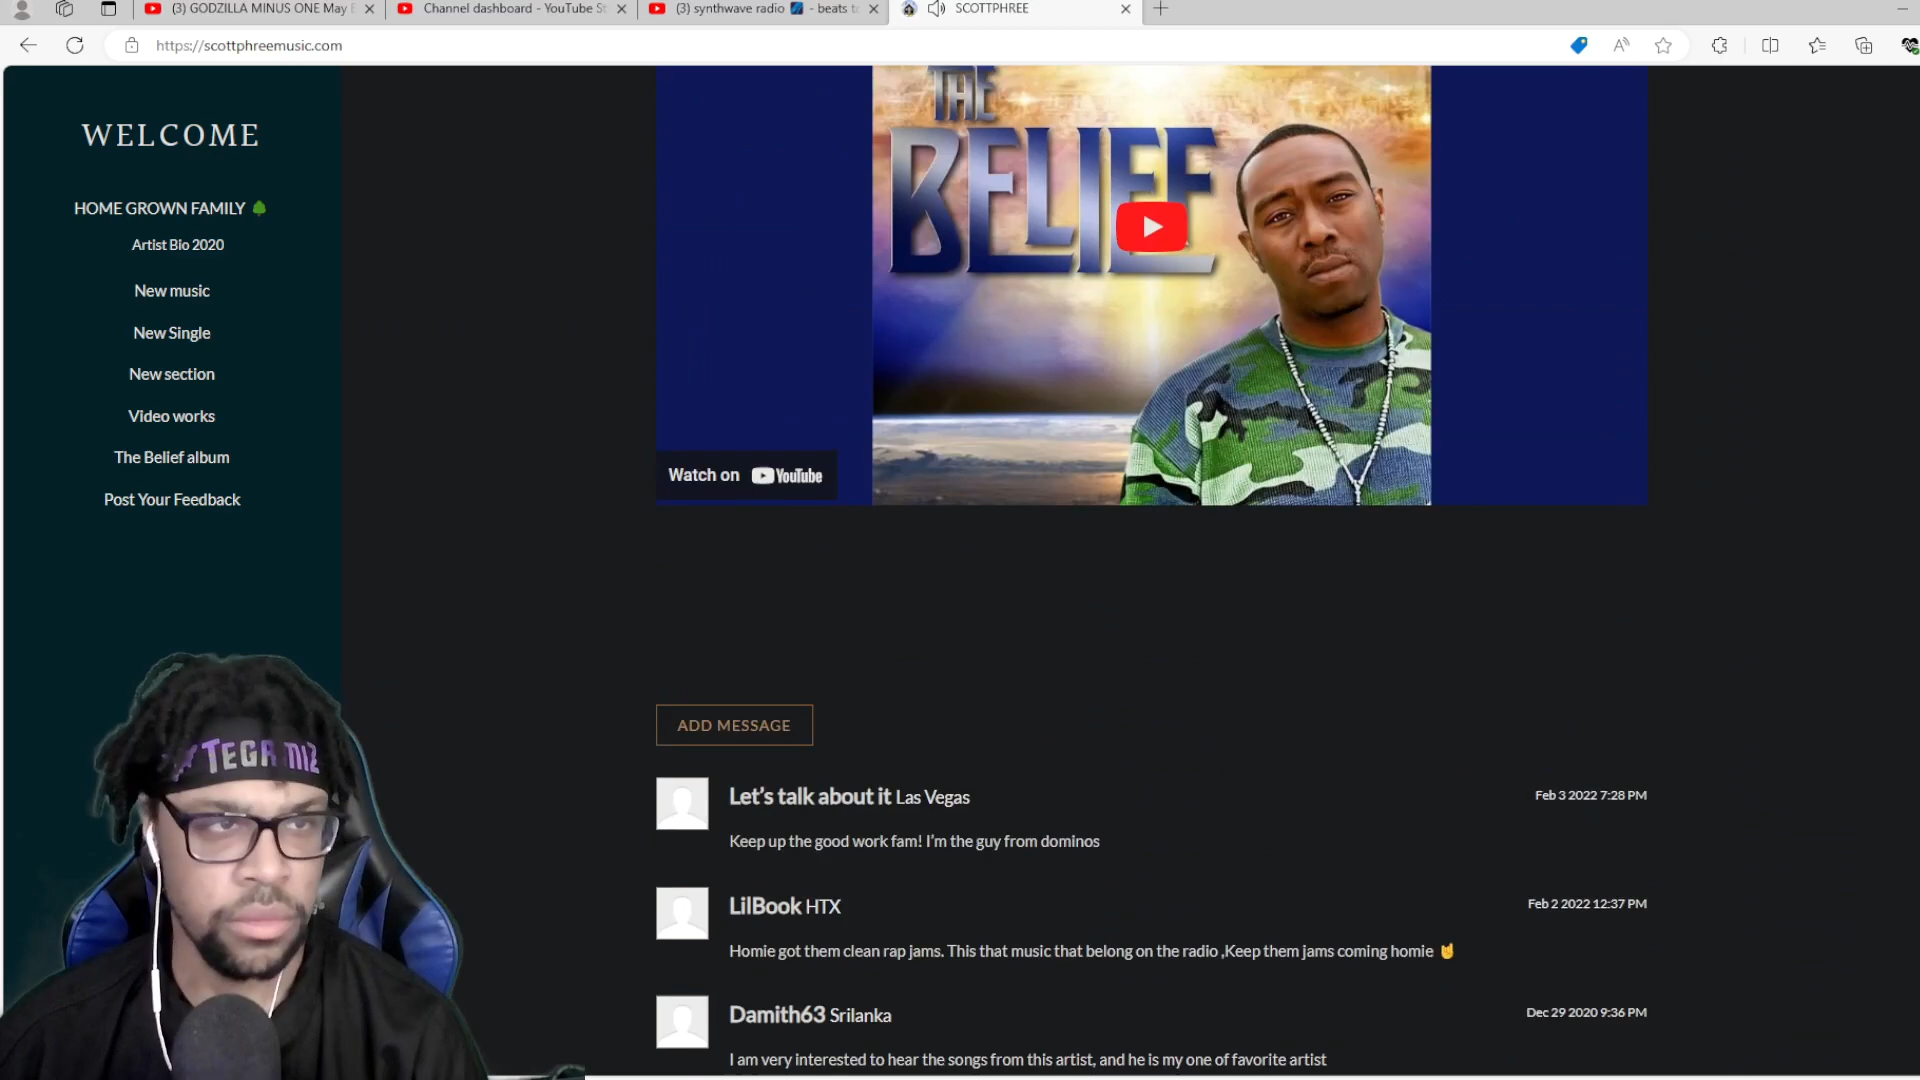 (3) GODZILLA MINUS ONE May
Channel dashboard - YouTube St
(3) synthwave radio 🌌 - beats to
SCOTTPHREE
https://scottphreemusic.com
WELCOME
HOME GROWN FAMILY 🌳
Artist Bio 2020
New music
New Single
New section
Video works
The Belief album
Post Your Feedback
THE
BELIEF
Watch on YouTube
ADD MESSAGE
Let's talk about it Las Vegas
Feb 3 2022 7:28 PM
Keep up the good work fam! I'm the guy from dominos
LilBook HTX
Feb 2 2022 12:37 PM
Homie got them clean rap jams. This that music that belong on the radio ,Keep them jams coming homie 🤘
Damith63 Srilanka
Dec 29 2020 9:36 PM
I am very interested to hear the songs from this artist, and he is my one of favorite artist